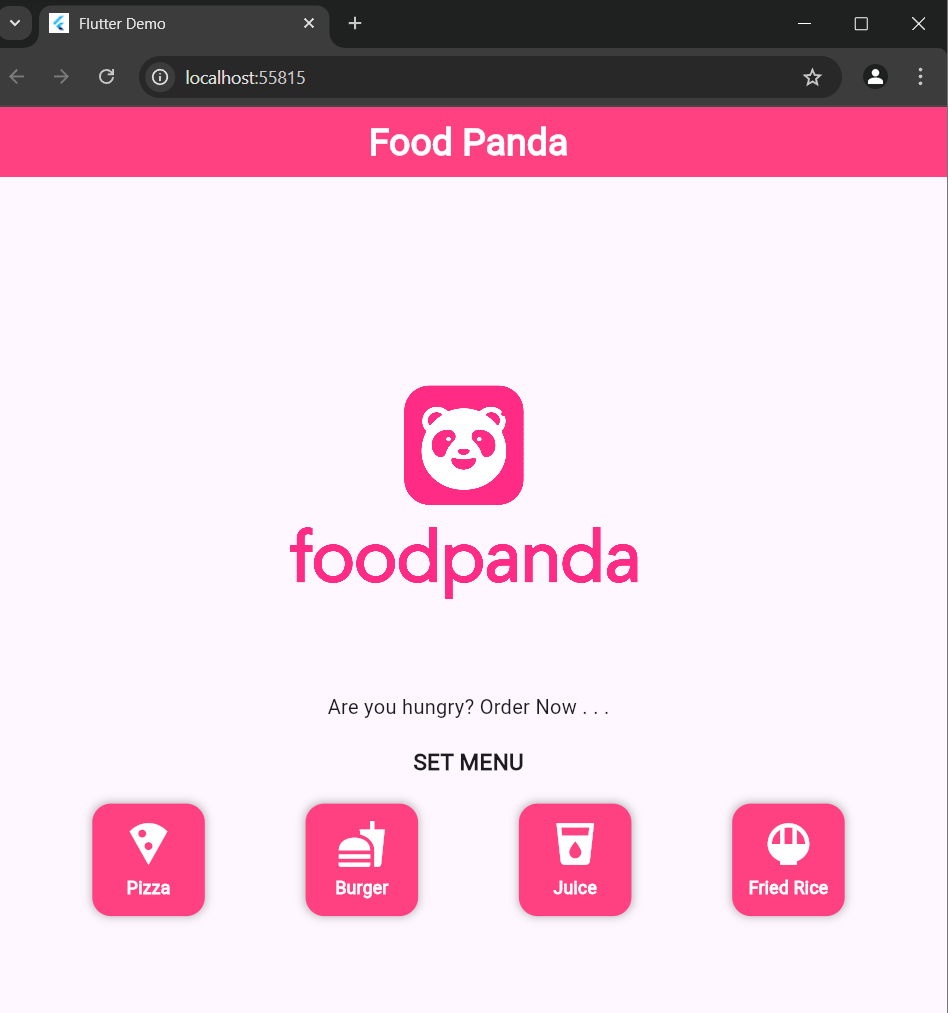 Flutter Demo
localhost:55815
Food Panda
foodpanda
Are you hungry? Order Now . . .
SET MENU
Pizza Burger Juice Fried Rice